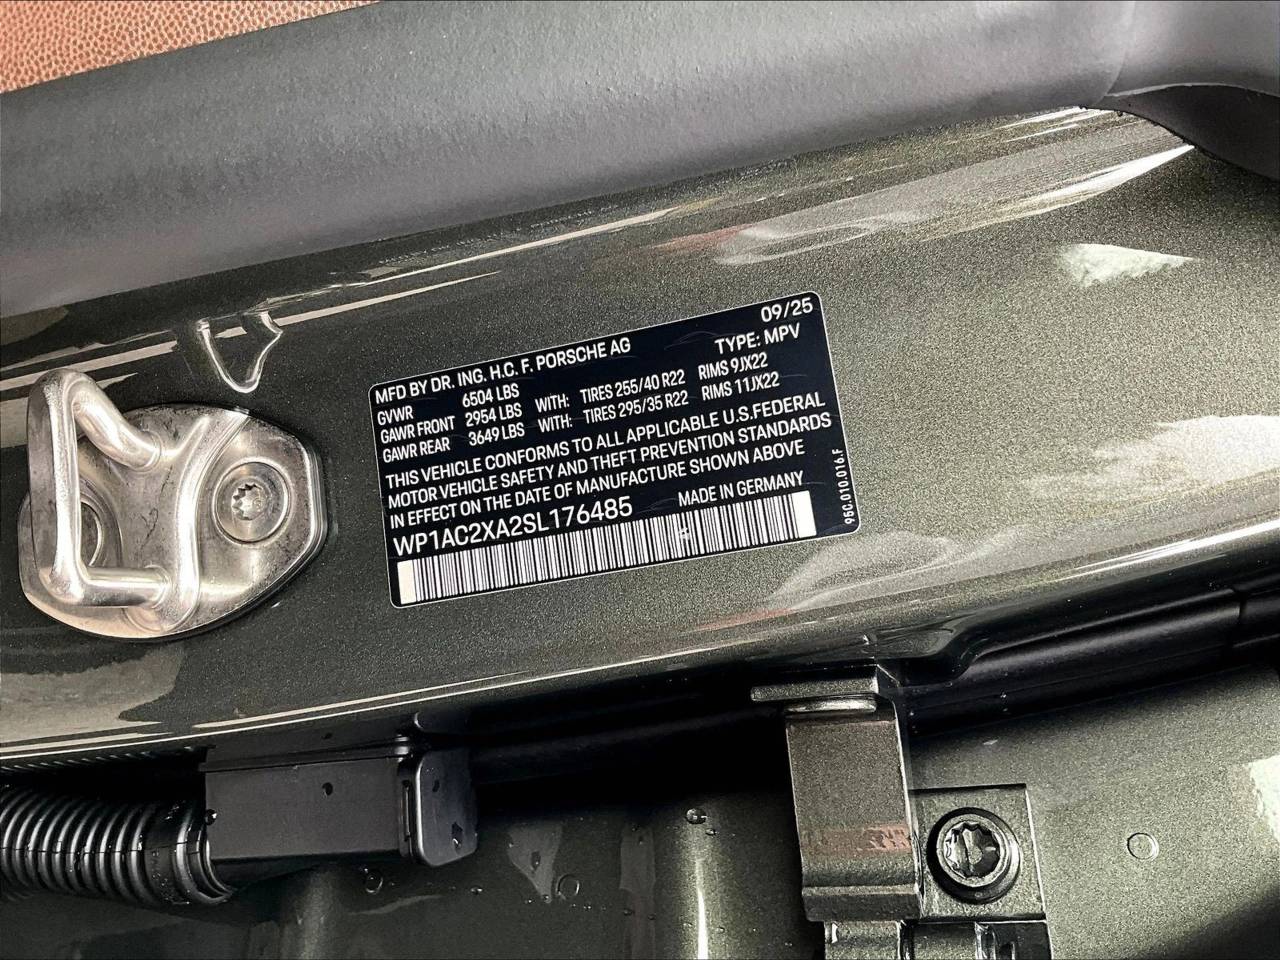 09/25
MFD BY DR. ING. H.C. F. PORSCHE AG TYPE: MPV
GVWR 6504 LBS
GAWR FRONT 2954 LBS WITH: TIRES 255/40 R22 RIMS 9JX22
GAWR REAR 3649 LBS WITH: TIRES 295/35 R22 RIMS 11JX22
THIS VEHICLE CONFORMS TO ALL APPLICABLE U.S.FEDERAL
MOTOR VEHICLE SAFETY AND THEFT PREVENTION STANDARDS
IN EFFECT ON THE DATE OF MANUFACTURE SHOWN ABOVE
WP1AC2XA2SL176485 MADE IN GERMANY
95C.010.016.F